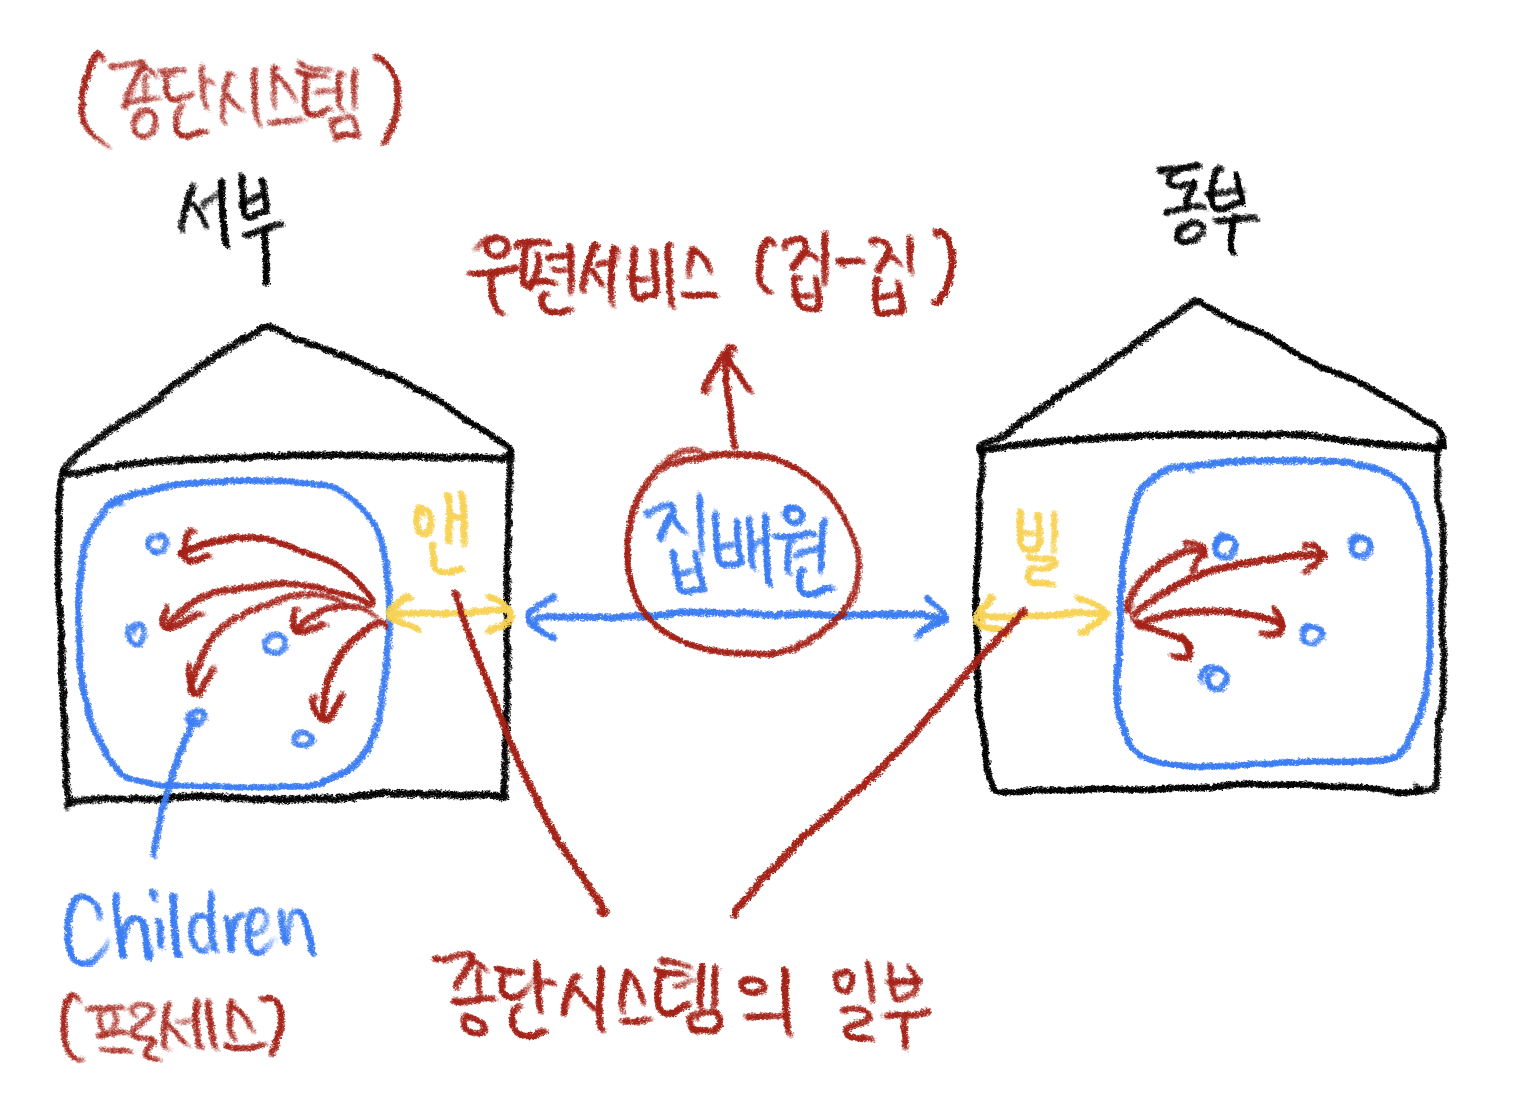 (종단시스템)
서부
동부
우편서비스 (집-집)
앤
집배원
빌
Children
(프로세스)
종단시스템의 일부